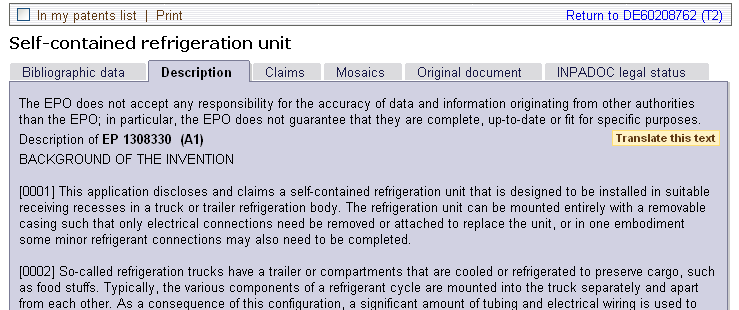 In my patents list | Print
Return to DE60208762 (T2)
Self-contained refrigeration unit
Bibliographic data
Description
Claims
Mosaics
Original document
INPADOC legal status
The EPO does not accept any responsibility for the accuracy of data and information originating from other authorities
than the EPO; in particular, the EPO does not guarantee that they are complete, up-to-date or fit for specific purposes.
Description of EP 1308330 (A1)
Translate this text
BACKGROUND OF THE INVENTION
[0001] This application discloses and claims a self-contained refrigeration unit that is designed to be installed in suitable
receiving recesses in a truck or trailer refrigeration body. The refrigeration unit can be mounted entirely with a removable
casing such that only electrical connections need be removed or attached to replace the unit, or in one embodiment
some minor refrigerant connections may also need to be completed.
[0002] So-called refrigeration trucks have a trailer or compartments that are cooled or refrigerated to preserve cargo, such
as food stuffs. Typically, the various components of a refrigerant cycle are mounted into the truck separately and apart
from each other. As a consequence of this configuration, a significant amount of tubing and electrical wiring is used to